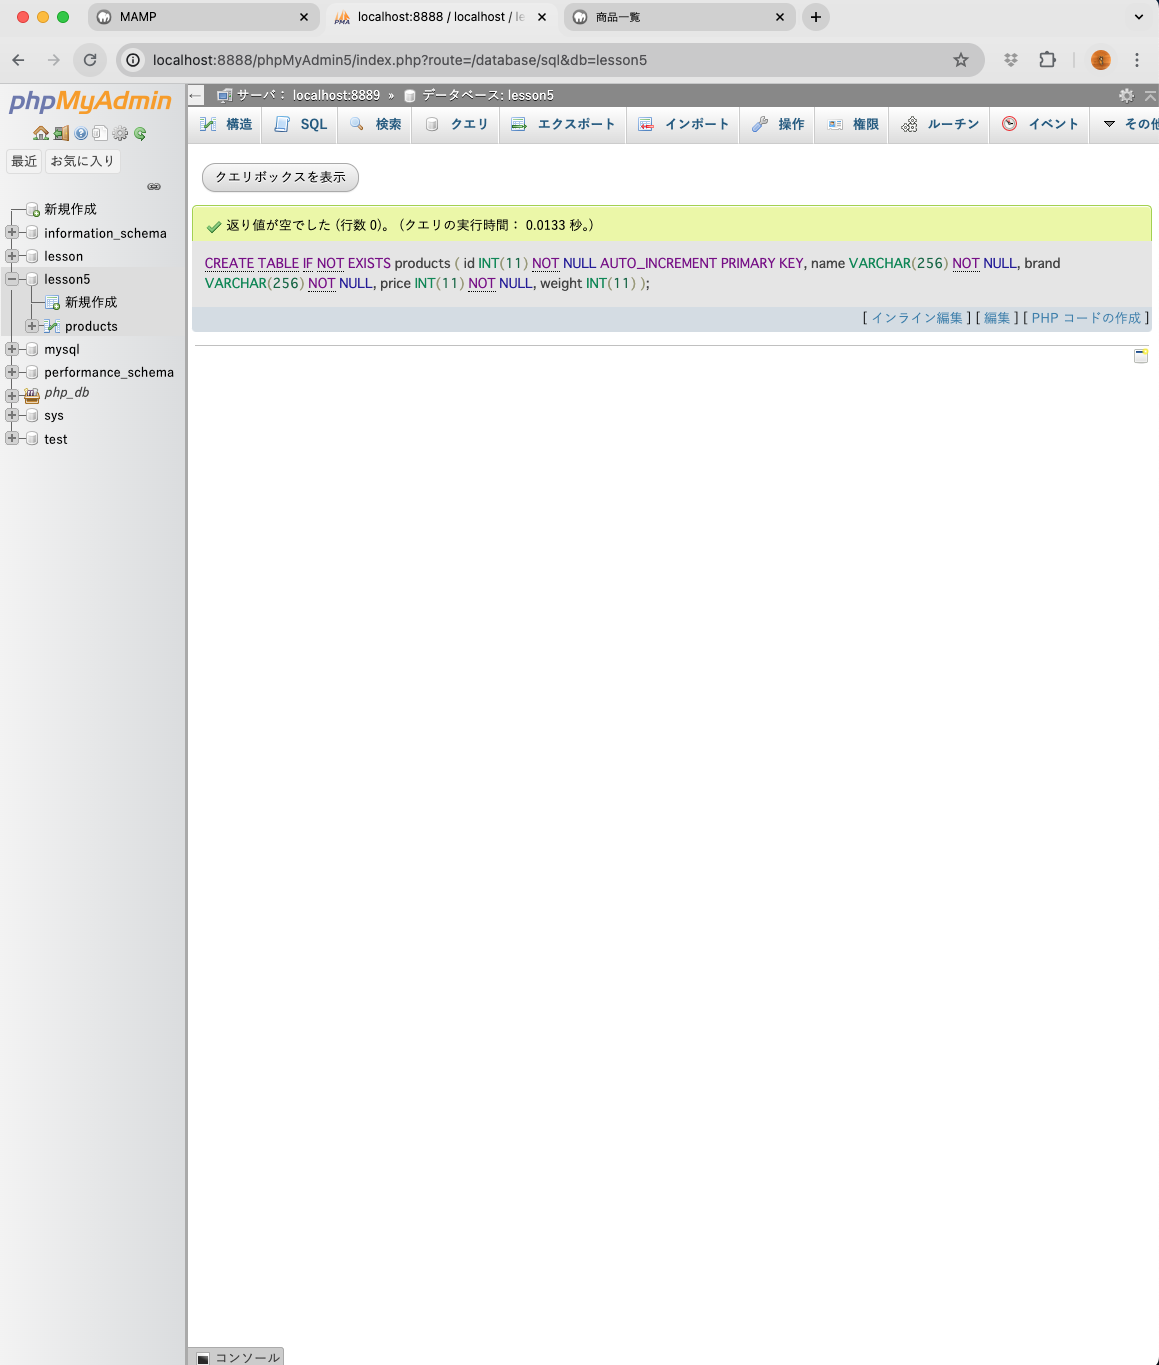 MAMP
localhost:8888 / localhost / le
商品一覧
localhost:8888/phpMyAdmin5/index.php?route=/database/sql&db=lesson5
phpMyAdmin
サーバ: localhost:8889 » データベース: lesson5
構造 SQL 検索 クエリ エクスポート インポート 操作 権限 ルーチン イベント その他
最近 お気に入り
クエリボックスを表示
新規作成
information_schema
lesson
lesson5
新規作成
products
mysql
performance_schema
php_db
sys
test
返り値が空でした (行数 0)。 (クエリの実行時間: 0.0133 秒。)
CREATE TABLE IF NOT EXISTS products ( id INT(11) NOT NULL AUTO_INCREMENT PRIMARY KEY, name VARCHAR(256) NOT NULL, brand
VARCHAR(256) NOT NULL, price INT(11) NOT NULL, weight INT(11) );
[ インライン編集 ] [ 編集 ] [ PHP コードの作成 ]
コンソール